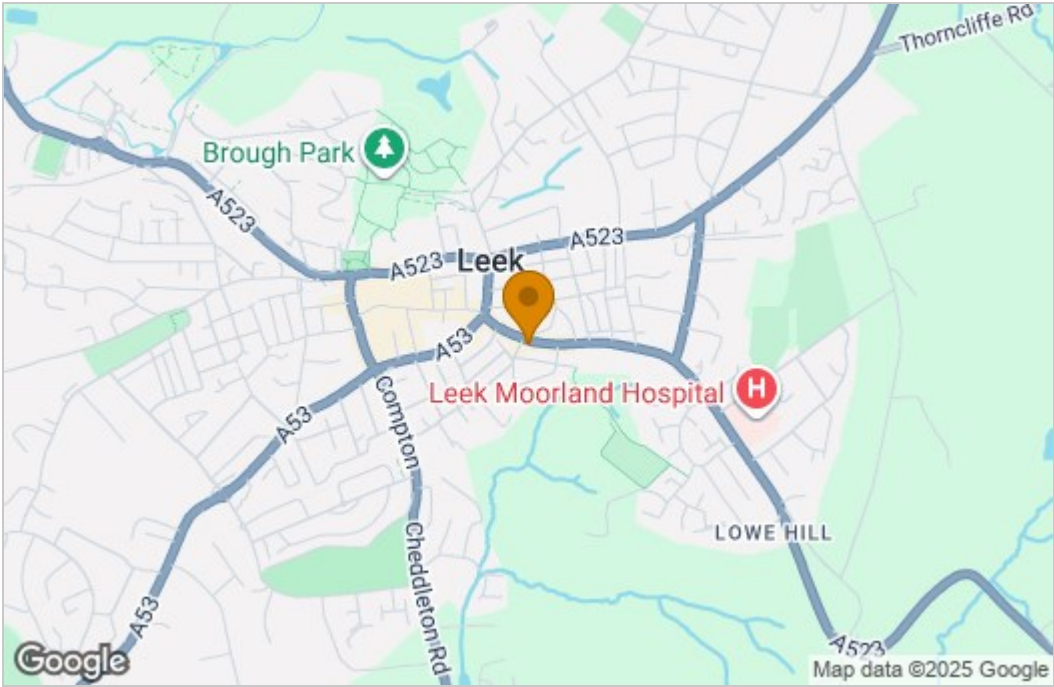 Thorncliffe Rd
Brough Park
A523
A523
A523
Leek
A53
Leek Moorland Hospital
H
Compton
A53
LOWE HILL
Cheddleton Rd
A53
A523
Google
Map data ©2025 Google